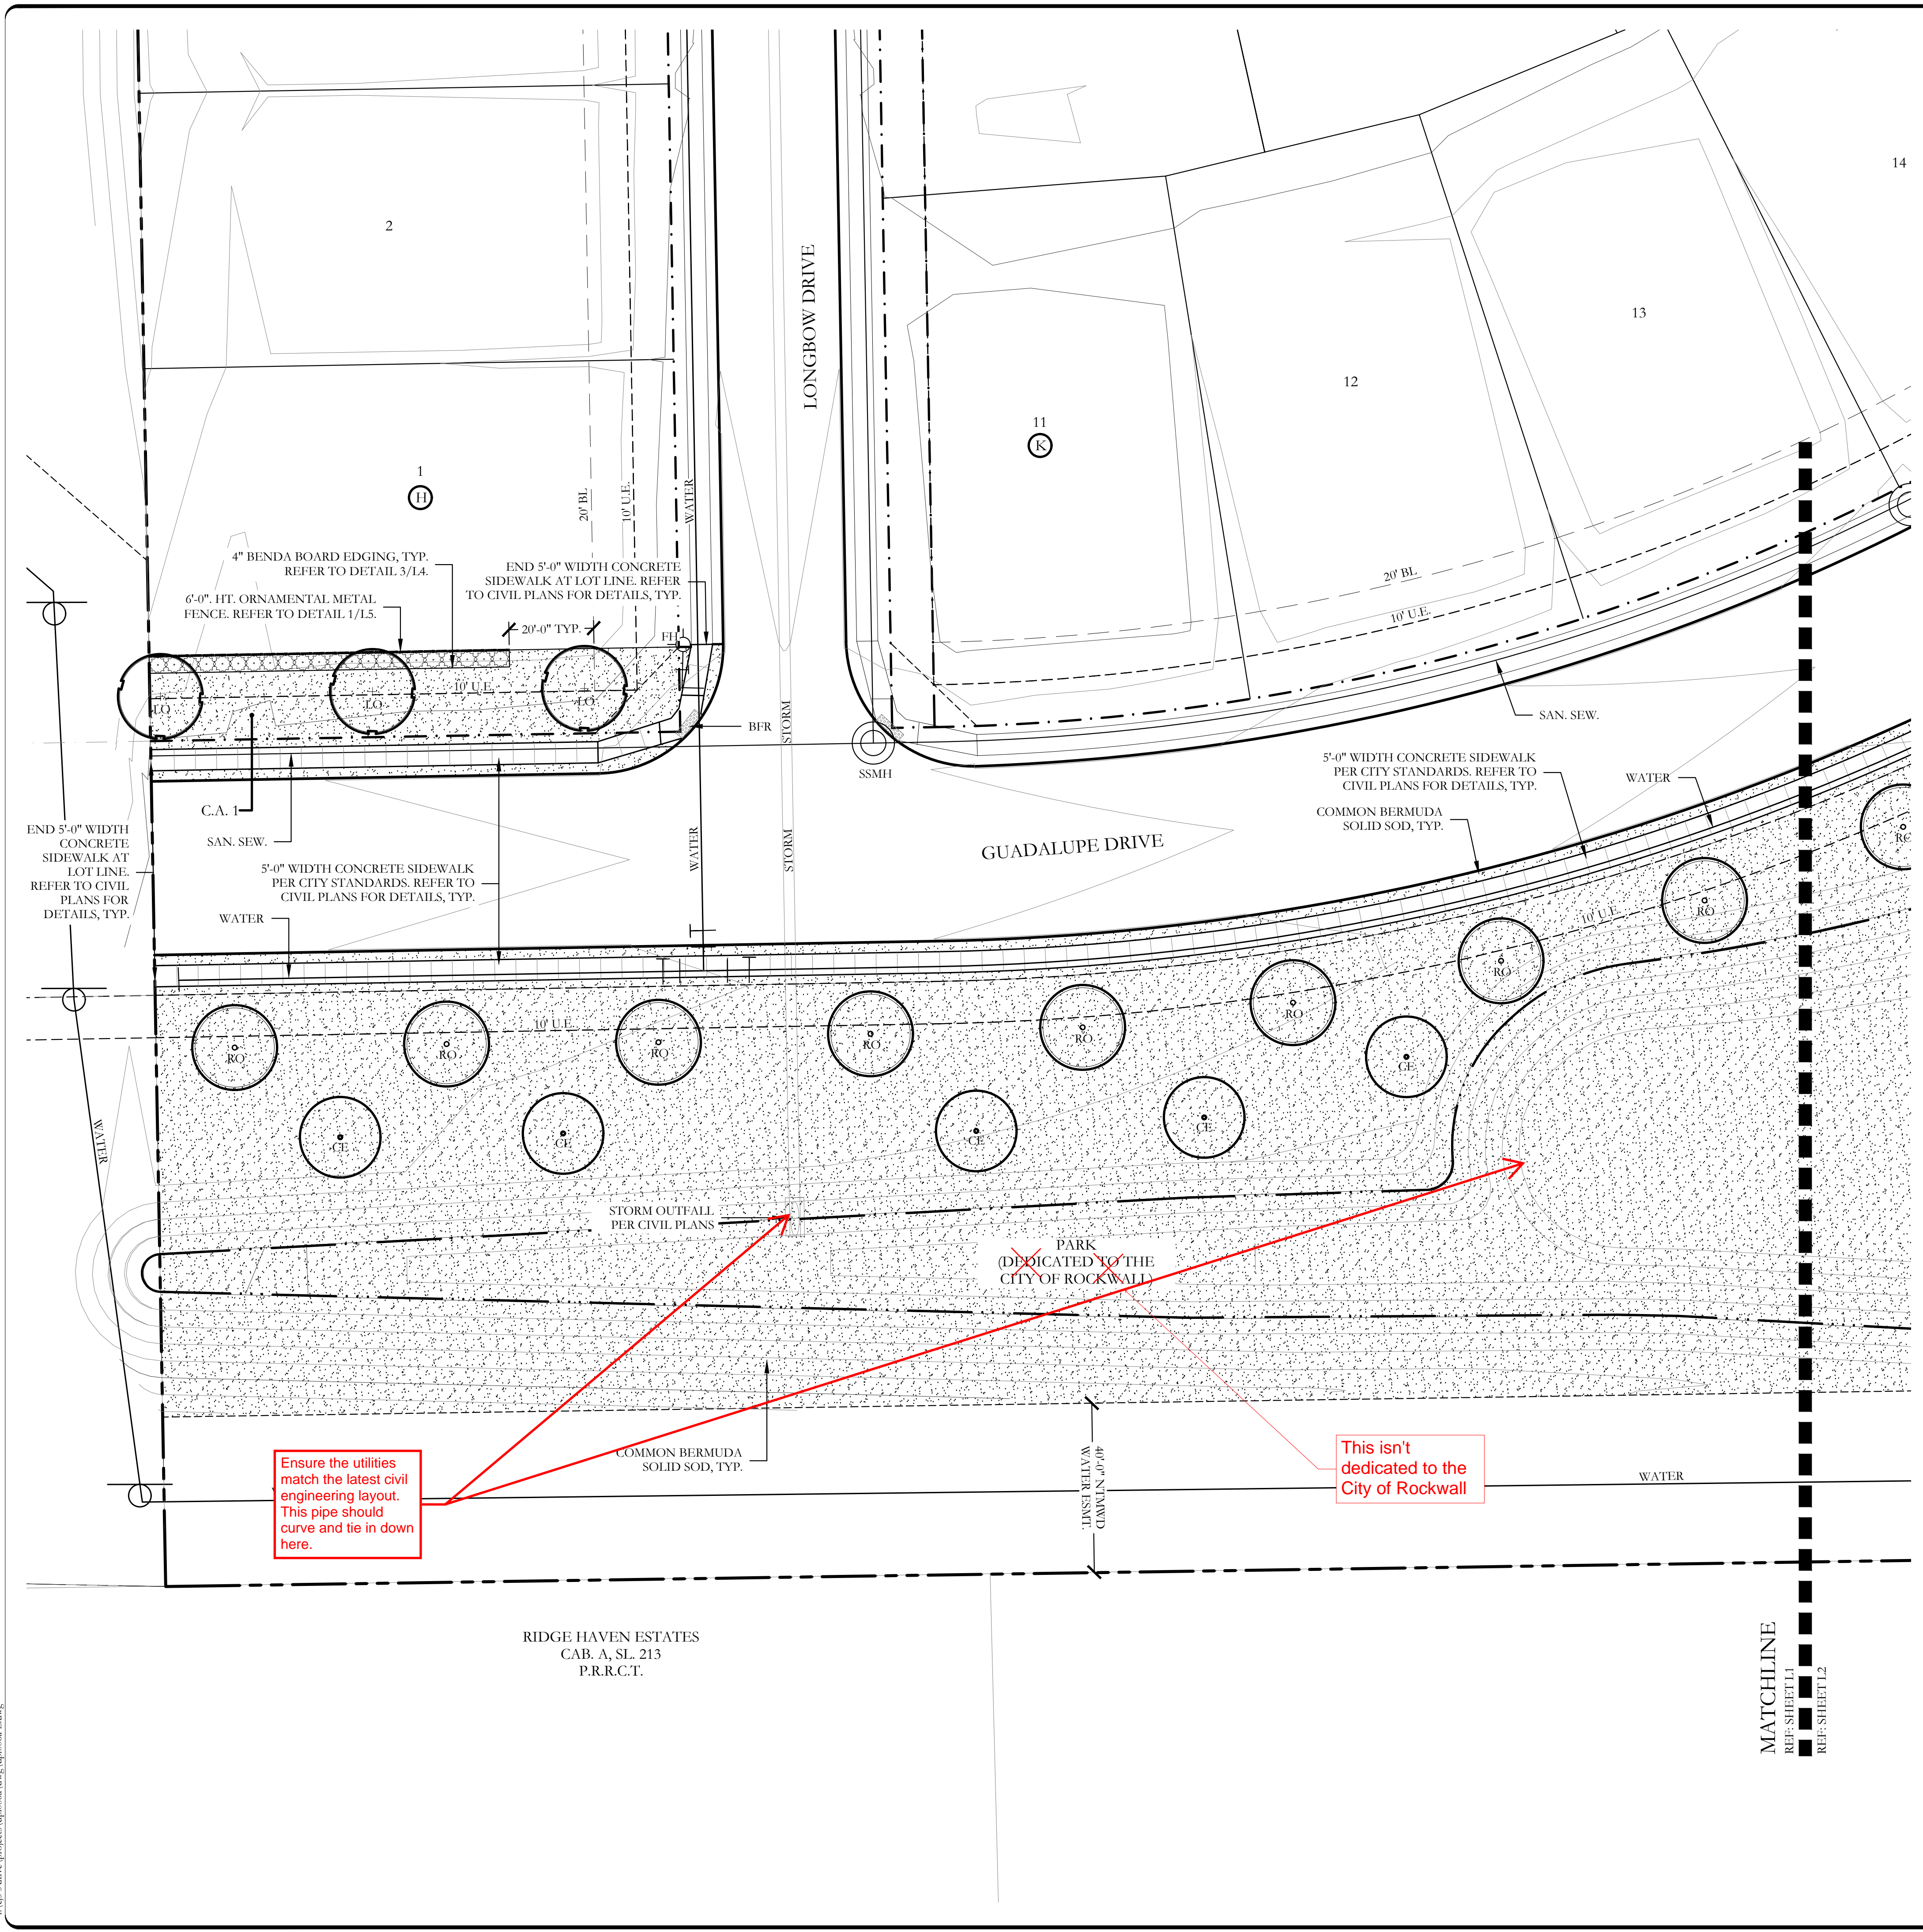 14
2
LONGBOW DRIVE
13
12
11
K
1
H
20' BL
10' U.E.
WATER
4" BENDA BOARD EDGING, TYP.
REFER TO DETAIL 3/L4.
END 5'-0" WIDTH CONCRETE
SIDEWALK AT LOT LINE. REFER
TO CIVIL PLANS FOR DETAILS, TYP.
6'-0". HT. ORNAMENTAL METAL
FENCE. REFER TO DETAIL 1/L5.
20'-0" TYP.
FH
20' BL
10' U.E.
10' U.E.
LO
LO
LO
STORM
BFR
SSMH
SAN. SEW.
C.A. 1
SAN. SEW.
5'-0" WIDTH CONCRETE SIDEWALK
PER CITY STANDARDS. REFER TO
CIVIL PLANS FOR DETAILS, TYP.
WATER
COMMON BERMUDA
SOLID SOD, TYP.
END 5'-0" WIDTH
CONCRETE
SIDEWALK AT
LOT LINE.
REFER TO CIVIL
PLANS FOR
DETAILS, TYP.
5'-0" WIDTH CONCRETE SIDEWALK
PER CITY STANDARDS. REFER TO
CIVIL PLANS FOR DETAILS, TYP.
WATER
WATER
STORM
GUADALUPE DRIVE
RO
RO
10' U.E.
RO
RO
10' U.E.
RO
RO
RO
RO
RO
CE
CE
CE
CE
CE
WATER
STORM OUTFALL
PER CIVIL PLANS
PARK
(DEDICATED TO THE
CITY OF ROCKWALL)
COMMON BERMUDA
SOLID SOD, TYP.
40'-0" NTMWD
WATER ESMT.
Ensure the utilities
match the latest civil
engineering layout.
This pipe should
curve and tie in down
here.
This isn't
dedicated to the
City of Rockwall
WATER
RIDGE HAVEN ESTATES
CAB. A, SL. 213
P.R.R.C.T.
MATCHLINE
REF: SHEET L1
REF: SHEET L2